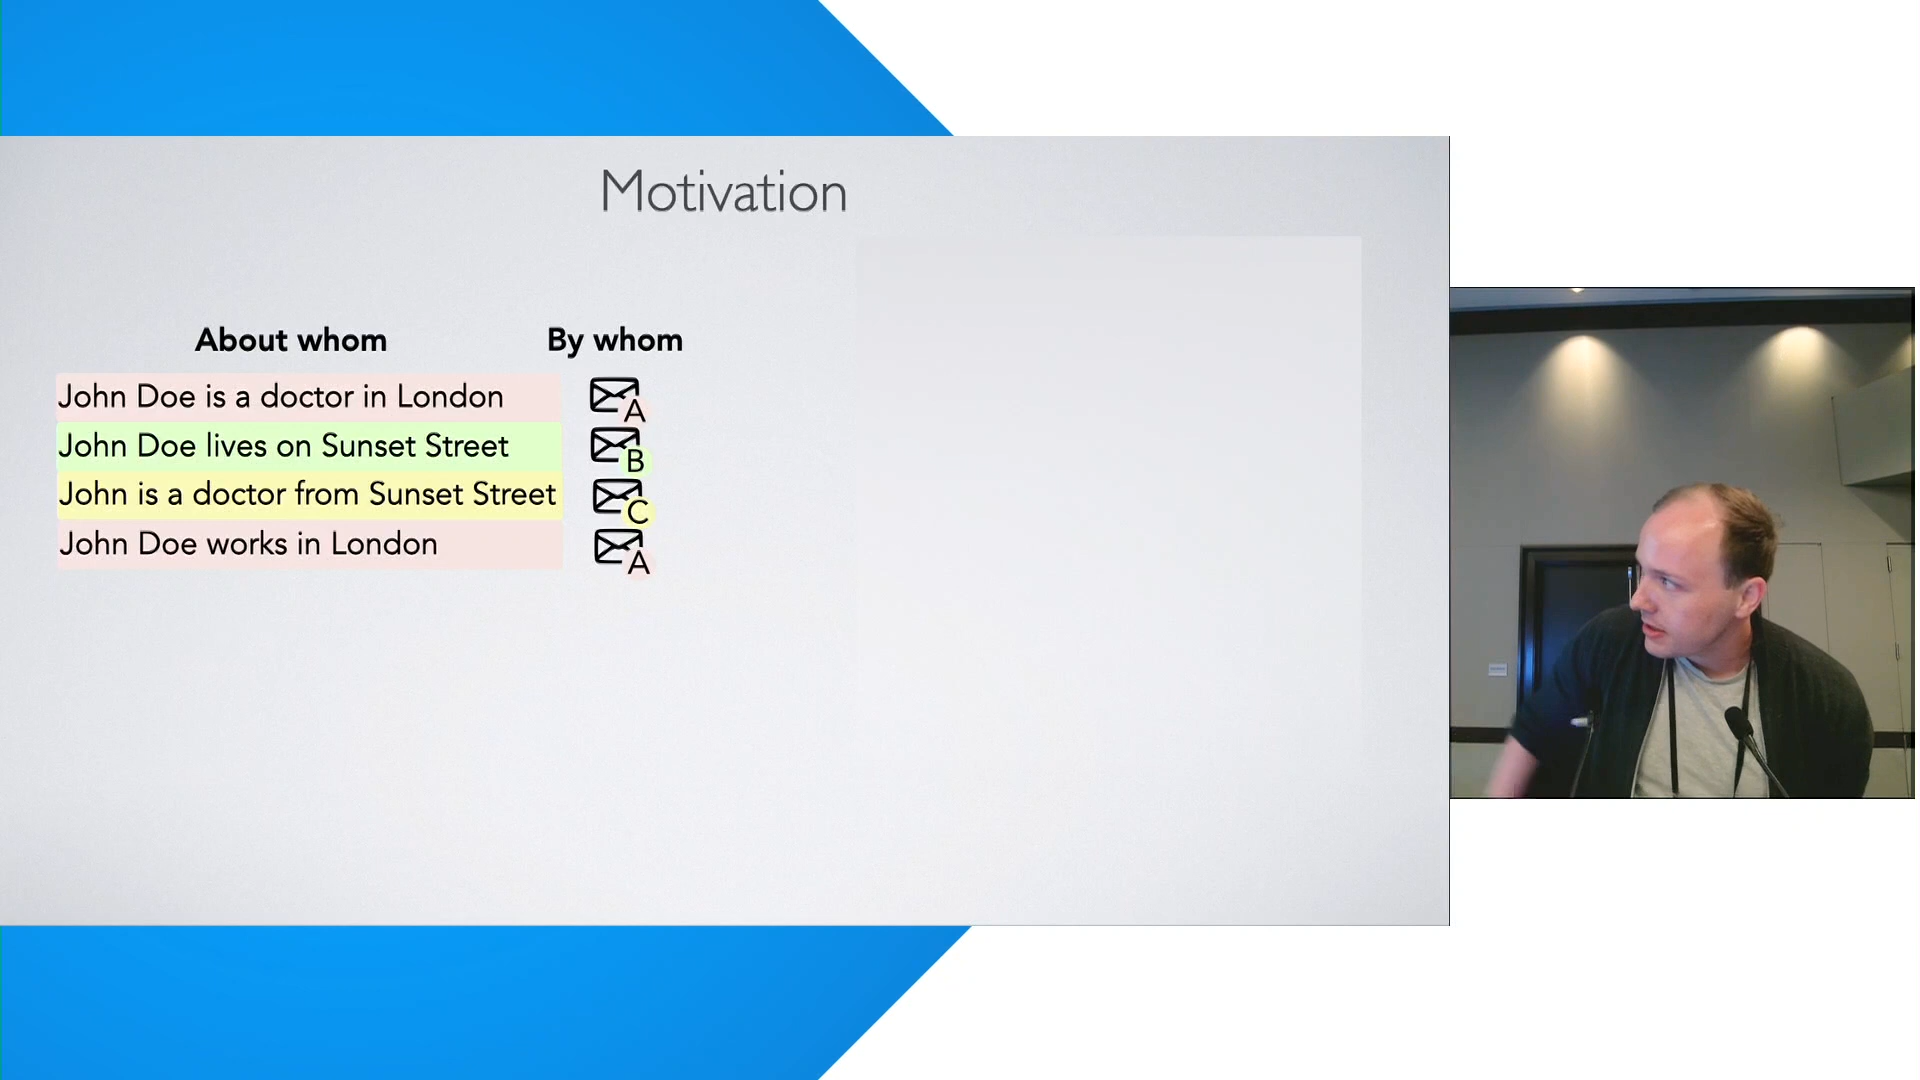 Motivation
About whom By whom
John Doe is a doctor in London A
John Doe lives on Sunset Street B
John is a doctor from Sunset Street C
John Doe works in London A